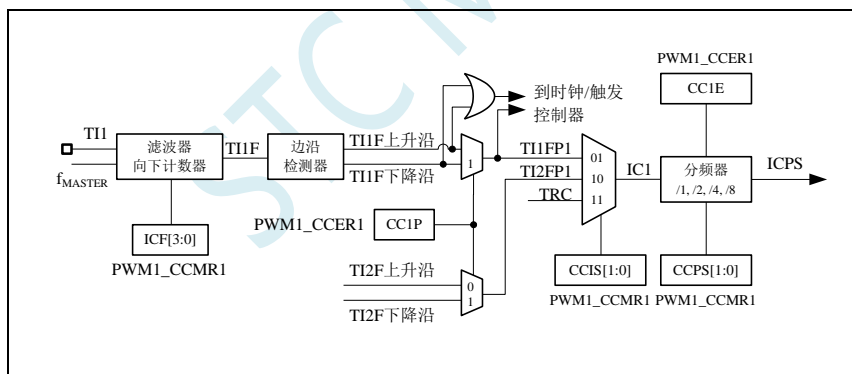 STC M
PWM1_CCER1
CC1E
到时钟/触发
控制器
TI1
滤波器
向下计数器
TI1F
边沿
检测器
TI1F上升沿
TI1F下降沿
1
TI1FP1
TI2FP1
TRC
01
10
11
IC1
分频器
/1, /2, /4, /8
ICPS
fMASTER
ICF[3:0]
PWM1_CCMR1
PWM1_CCER1
CC1P
TI2F上升沿
TI2F下降沿
0
1
CCIS[1:0]
PWM1_CCMR1
CCPS[1:0]
PWM1_CCMR1